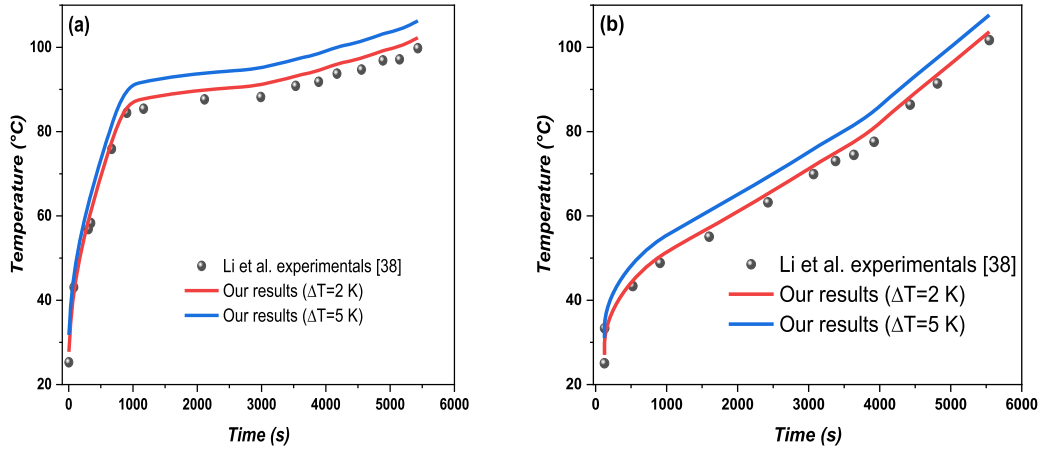 (a)
100
80
60
40
20
0
1000
2000
3000
4000
5000
6000
Temperature (°C)
Time (s)
Li et al. experimentals [38]
Our results (ΔT=2 K)
Our results (ΔT=5 K)
(b)
100
80
60
40
20
0
1000
2000
3000
4000
5000
6000
Temperature (°C)
Time (s)
Li et al. experimentals [38]
Our results (ΔT=2 K)
Our results (ΔT=5 K)